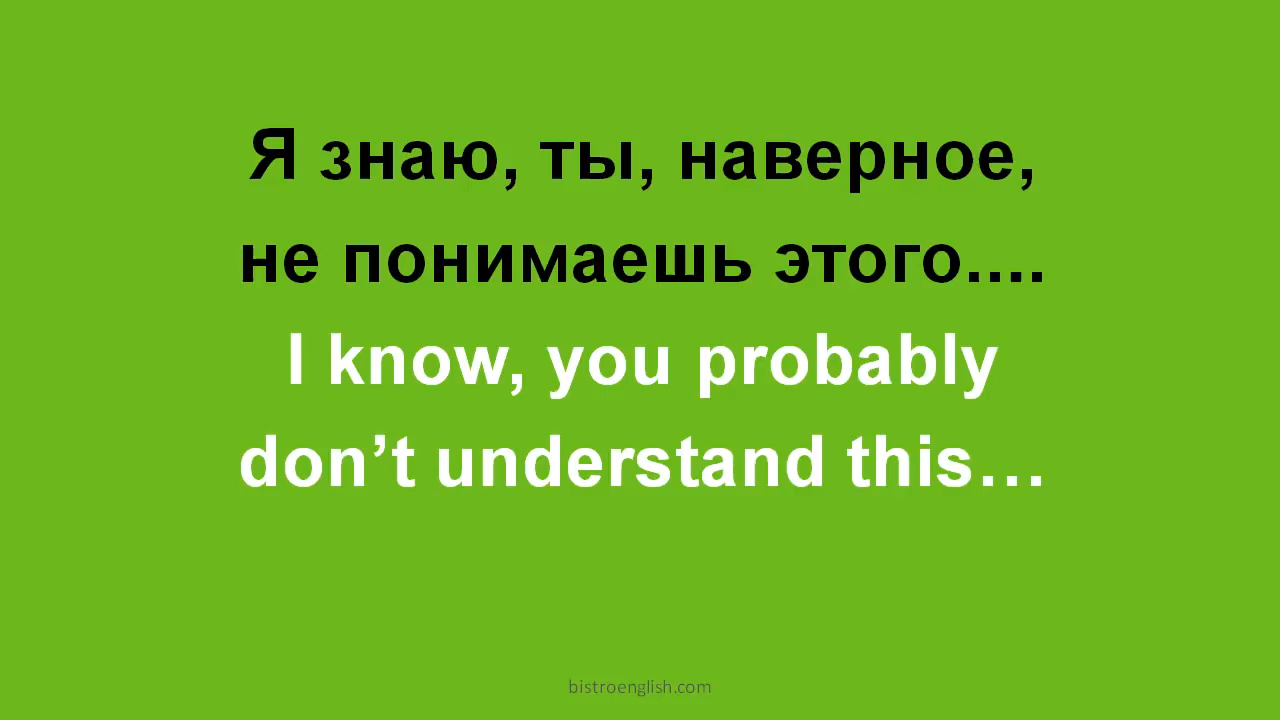 Я знаю, ты, наверное,
не понимаешь этого....
I know, you probably
don’t understand this…
bistroenglish.com